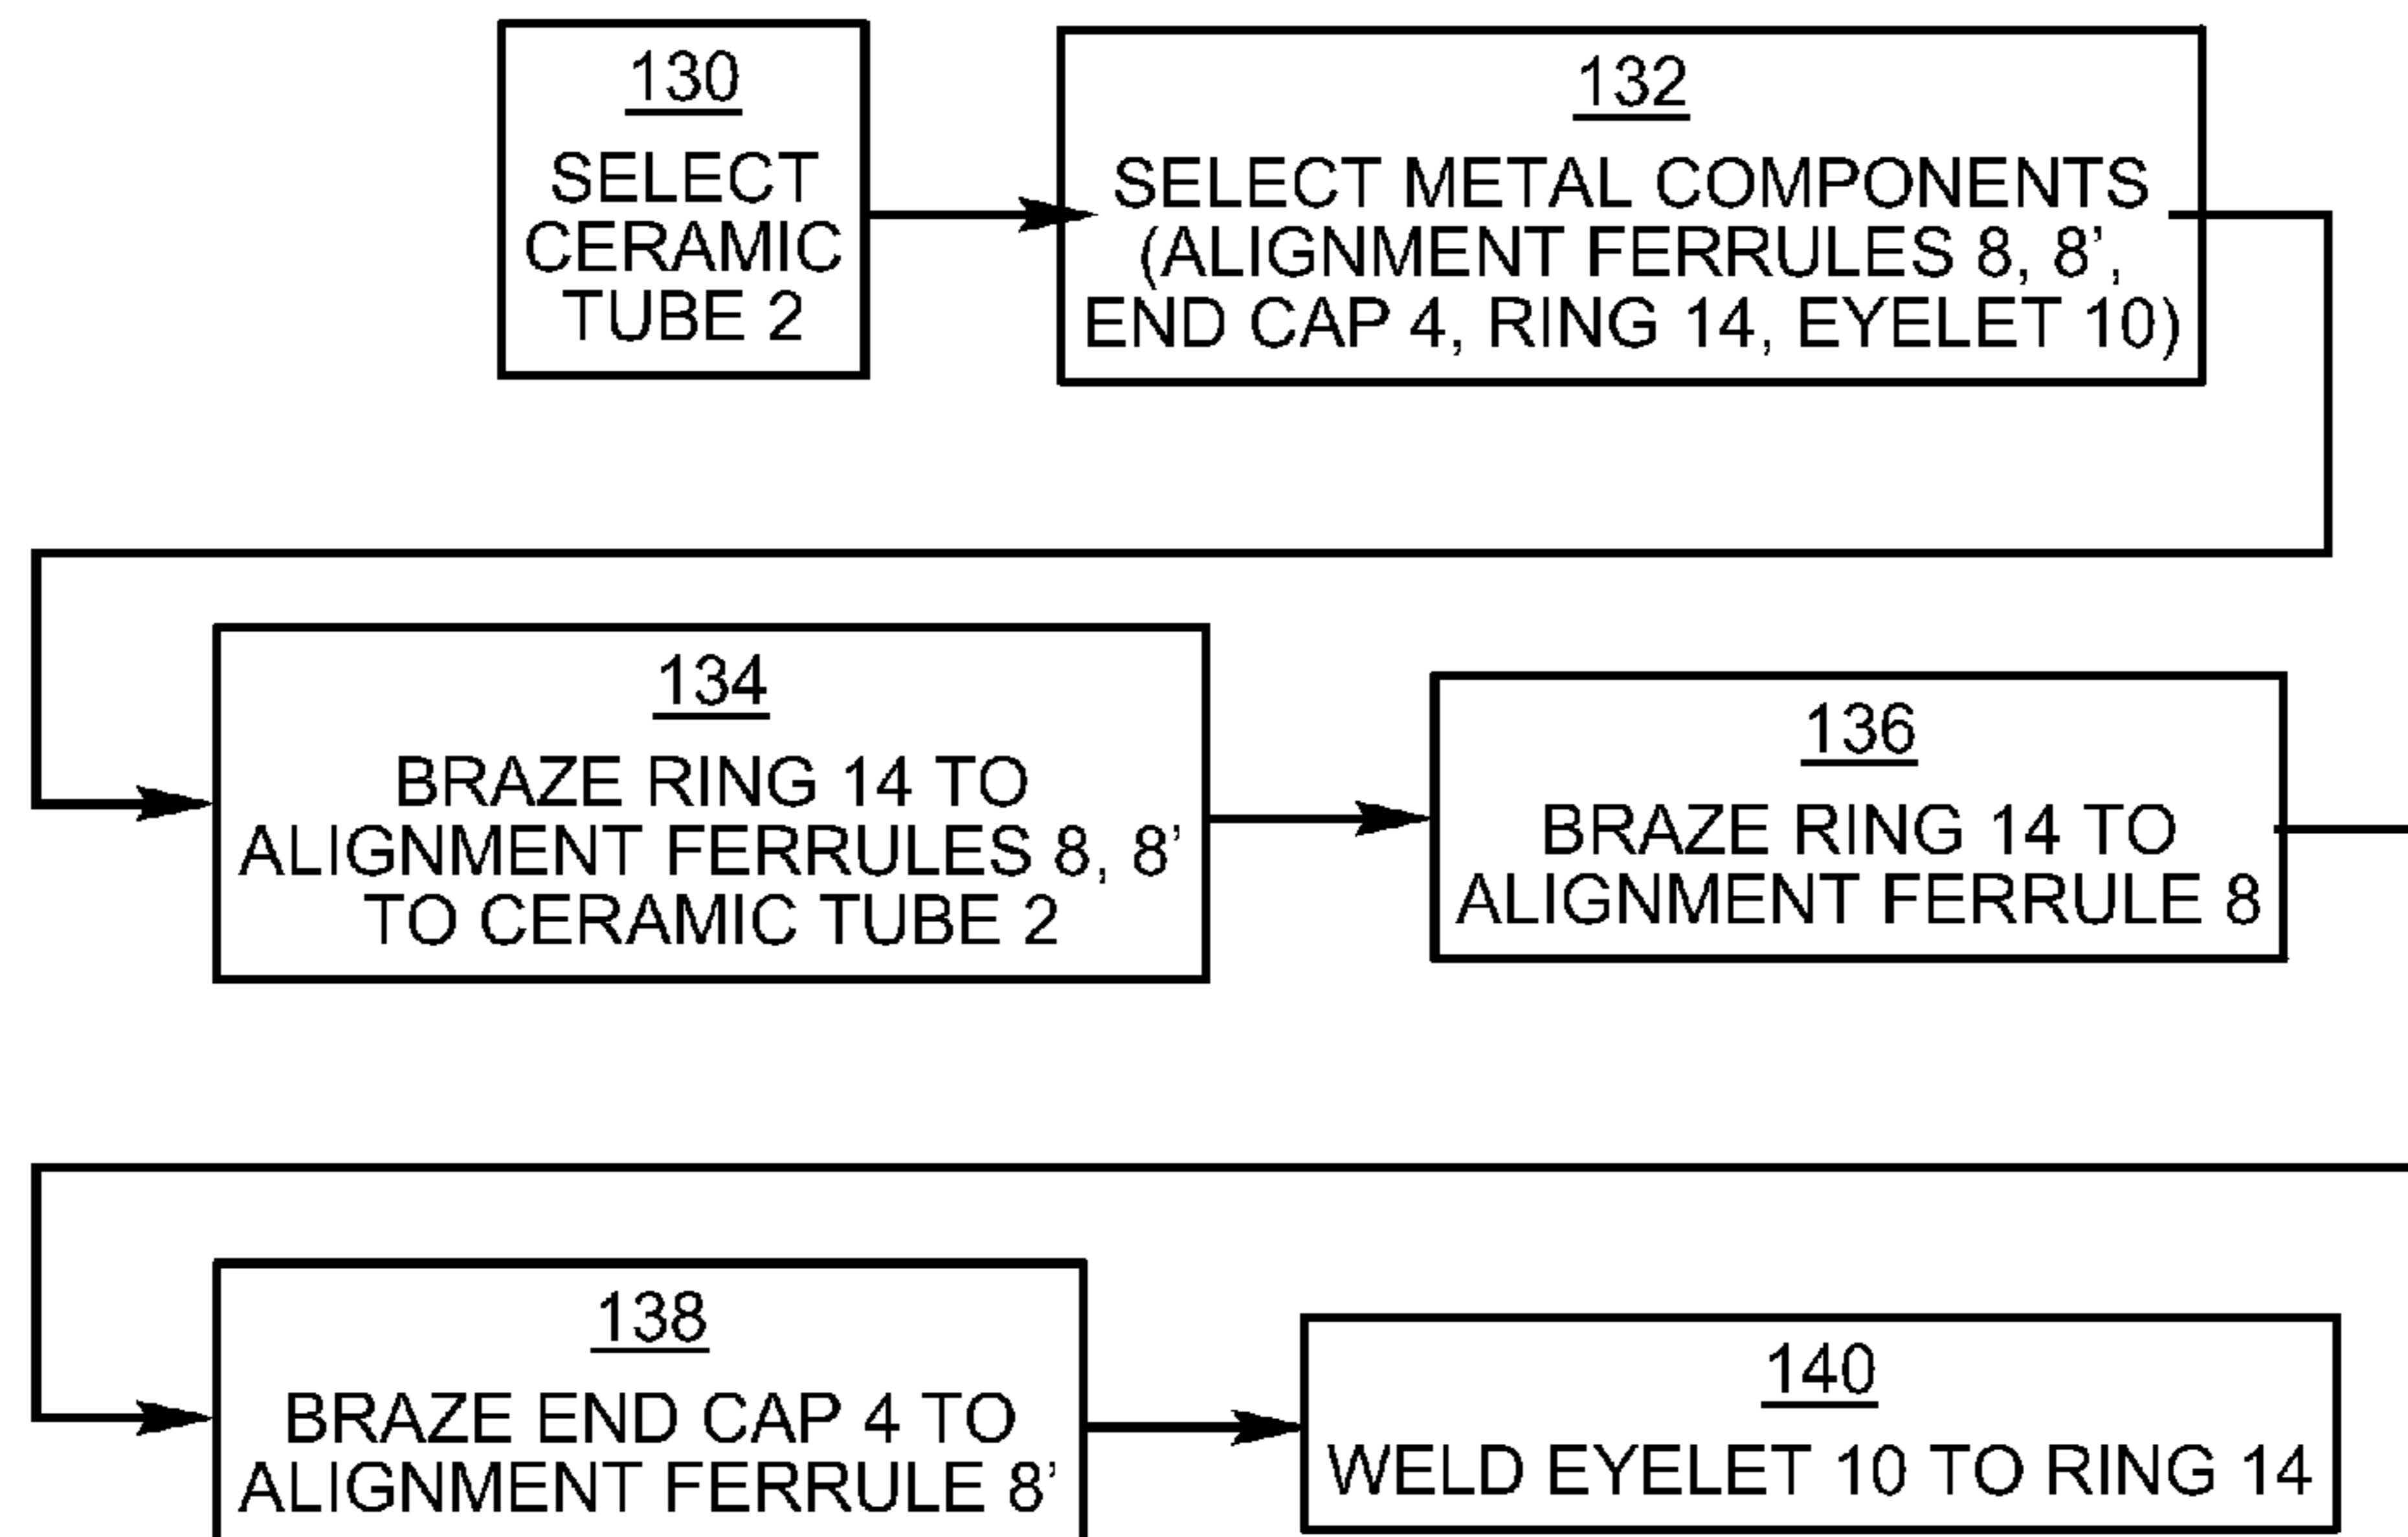 130
SELECT
CERAMIC
TUBE 2
132
SELECT METAL COMPONENTS
(ALIGNMENT FERRULES 8, 8',
END CAP 4, RING 14, EYELET 10)
134
BRAZE RING 14 TO
ALIGNMENT FERRULES 8, 8'
TO CERAMIC TUBE 2
136
BRAZE RING 14 TO
ALIGNMENT FERRULE 8
138
BRAZE END CAP 4 TO
ALIGNMENT FERRULE 8'
140
WELD EYELET 10 TO RING 14